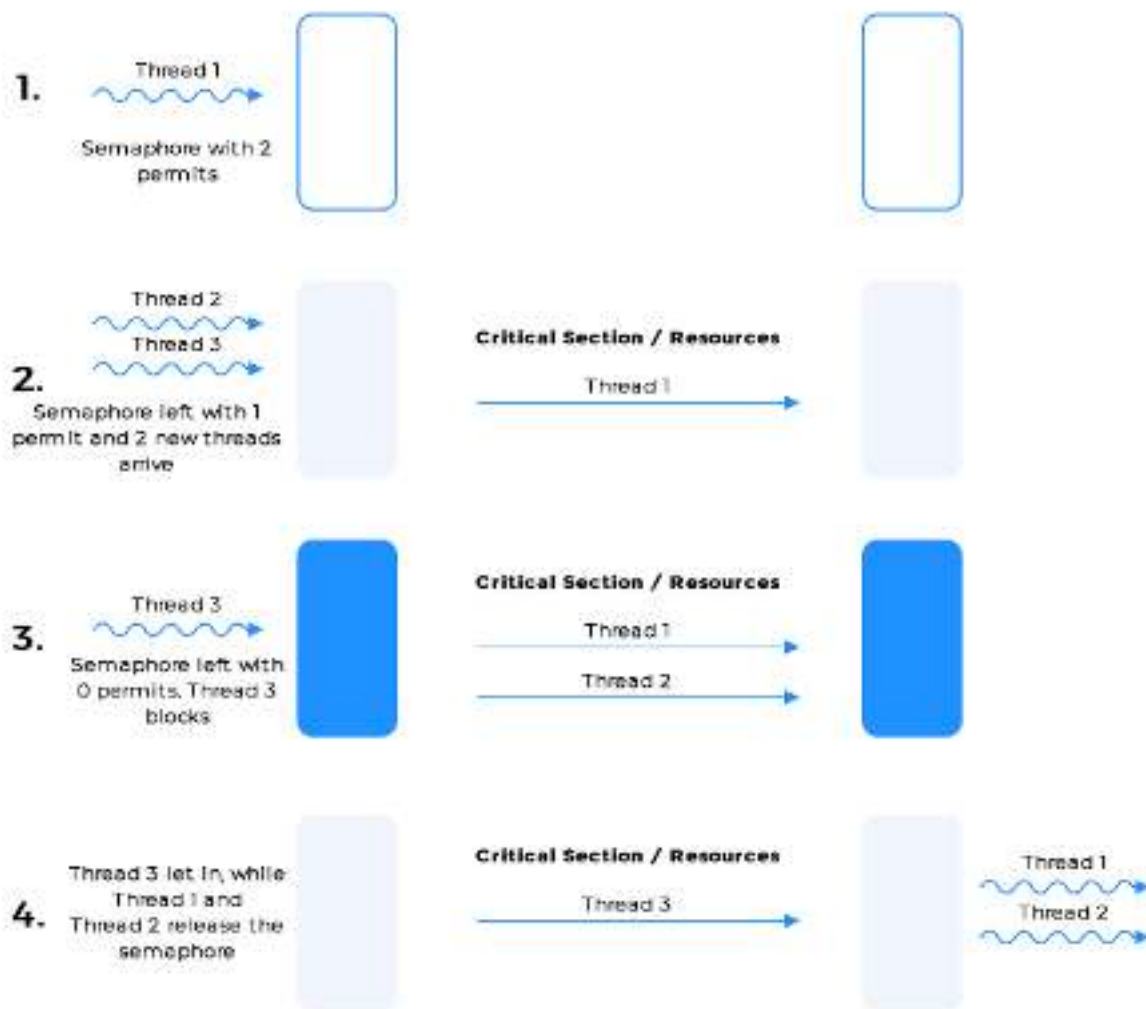 1.
Thread 1
Semaphore with 2
permits
2.
Thread 2
Thread 3
Semaphore left with 1
permit and 2 new threads
arrive
Critical Section / Resources
Thread 1
3.
Thread 3
Semaphore left with
0 permits. Thread 3
blocks
Critical Section / Resources
Thread 1
Thread 2
4.
Thread 3 let in, while
Thread 1 and
Thread 2 release the
semaphore
Critical Section / Resources
Thread 3
Thread 1
Thread 2